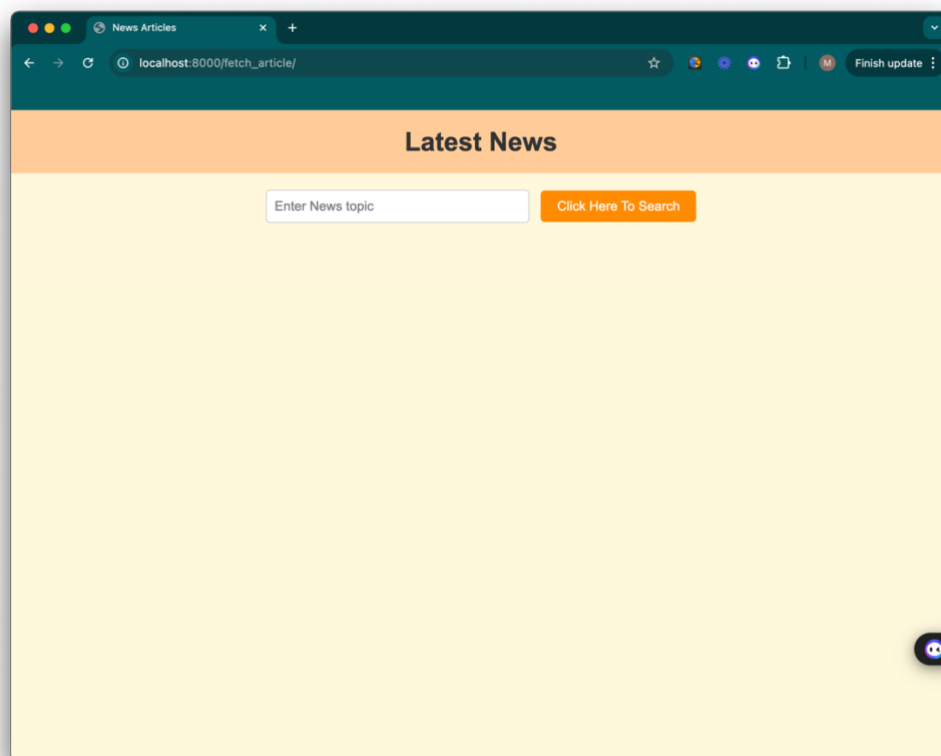 News Articles
localhost:8000/fetch_article/
M
Finish update
Latest News
Enter News topic
Click Here To Search